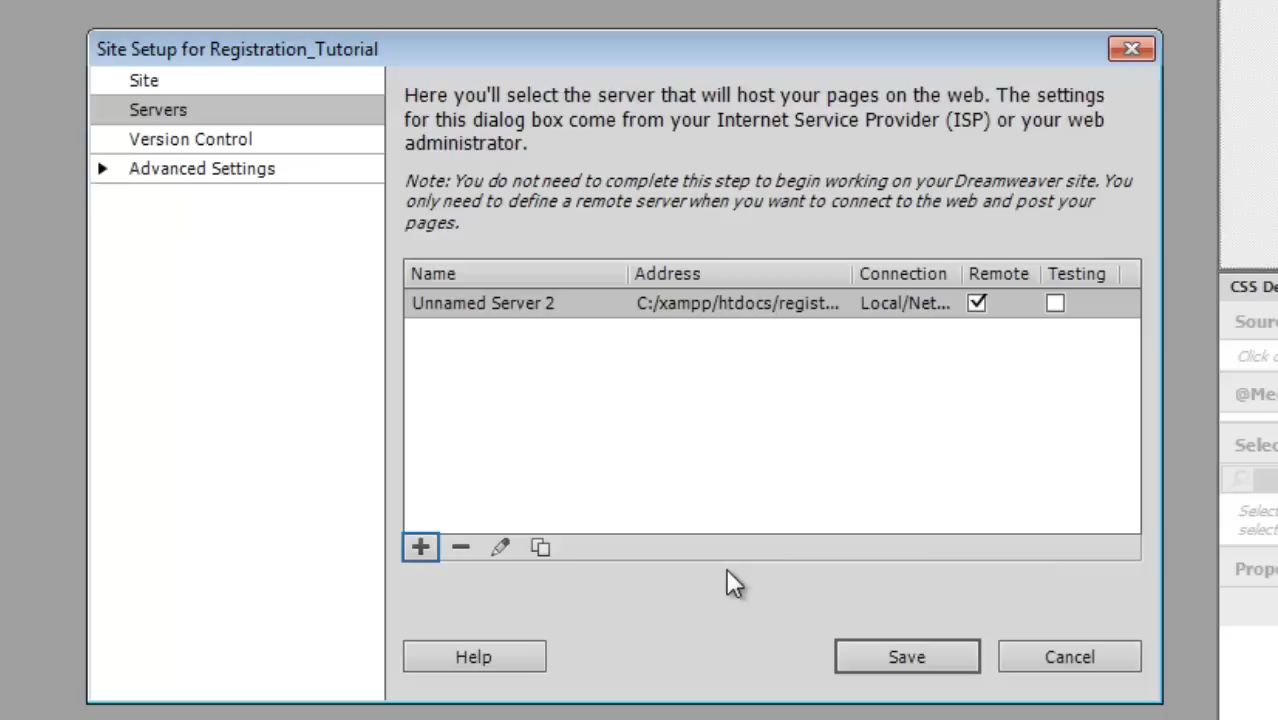 Site Setup for Registration_Tutorial
Site
Servers
Version Control
Advanced Settings
Here you'll select the server that will host your pages on the web. The settings
for this dialog box come from your Internet Service Provider (ISP) or your web
administrator.
Note: You do not need to complete this step to begin working on your Dreamweaver site. You
only need to define a remote server when you want to connect to the web and post your
pages.
Name Address Connection Remote Testing
Unnamed Server 2 C:/xampp/htdocs/regist... Local/Net...
Help Save Cancel
CSS De
Sourc
Click
@Me
Selec
Select
select
Prope